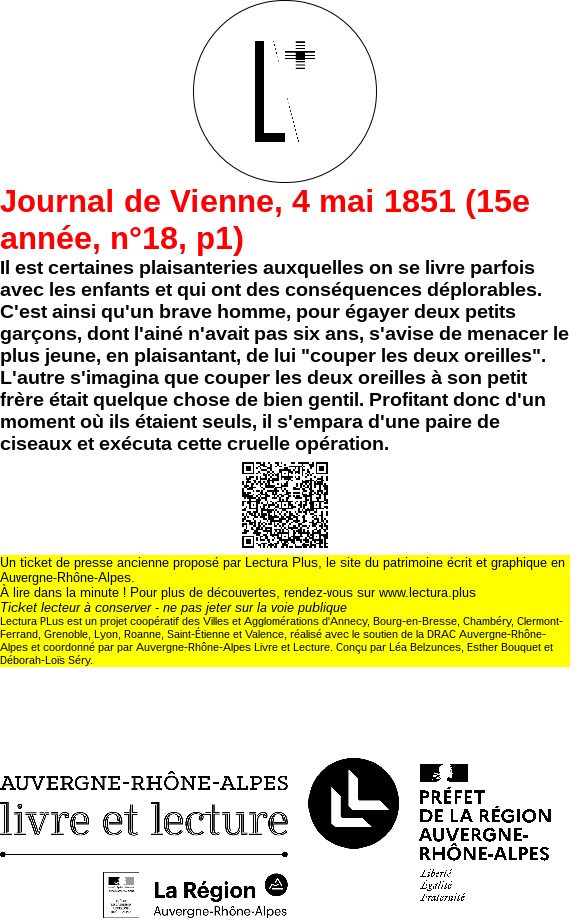 L+
Journal de Vienne, 4 mai 1851 (15e
année, n°18, p1)
Il est certaines plaisanteries auxquelles on se livre parfois
avec les enfants et qui ont des conséquences déplorables.
C'est ainsi qu'un brave homme, pour égayer deux petits
garçons, dont l'ainé n'avait pas six ans, s'avise de menacer le
plus jeune, en plaisantant, de lui "couper les deux oreilles".
L'autre s'imagina que couper les deux oreilles à son petit
frère était quelque chose de bien gentil. Profitant donc d'un
moment où ils étaient seuls, il s'empara d'une paire de
ciseaux et exécuta cette cruelle opération.
Un ticket de presse ancienne proposé par Lectura Plus, le site du patrimoine écrit et graphique en
Auvergne-Rhône-Alpes.
À lire dans la minute ! Pour plus de découvertes, rendez-vous sur www.lectura.plus
Ticket lecteur à conserver - ne pas jeter sur la voie publique
Lectura PLus est un projet coopératif des Villes et Agglomérations d'Annecy, Bourg-en-Bresse, Chambéry, Clermont-
Ferrand, Grenoble, Lyon, Roanne, Saint-Étienne et Valence, réalisé avec le soutien de la DRAC Auvergne-Rhône-
Alpes et coordonné par par Auvergne-Rhône-Alpes Livre et Lecture. Conçu par Léa Belzunces, Esther Bouquet et
Déborah-Loïs Séry.
AUVERGNE-RHÔNE-ALPES
livre et lecture
La Région
Auvergne-Rhône-Alpes
PRÉFET
DE LA RÉGION
AUVERGNE-
RHÔNE-ALPES
Liberté
Égalité
Fraternité